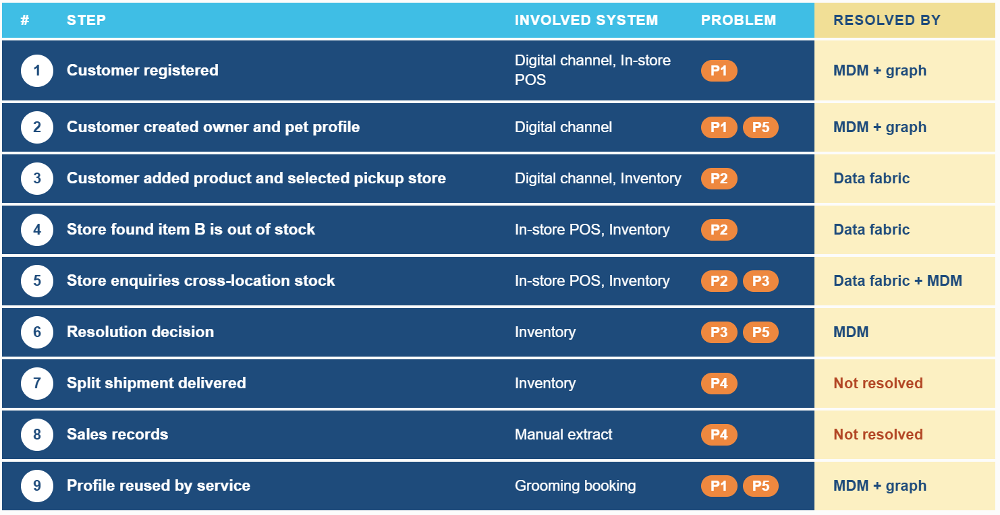 # STEP INVOLVED SYSTEM PROBLEM RESOLVED BY
1 Customer registered Digital channel, In-store POS P1 MDM + graph
2 Customer created owner and pet profile Digital channel P1 P5 MDM + graph
3 Customer added product and selected pickup store Digital channel, Inventory P2 Data fabric
4 Store found item B is out of stock In-store POS, Inventory P2 Data fabric
5 Store enquiries cross-location stock In-store POS, Inventory P2 P3 Data fabric + MDM
6 Resolution decision Inventory P3 P5 MDM
7 Split shipment delivered Inventory P4 Not resolved
8 Sales records Manual extract P4 Not resolved
9 Profile reused by service Grooming booking P1 P5 MDM + graph